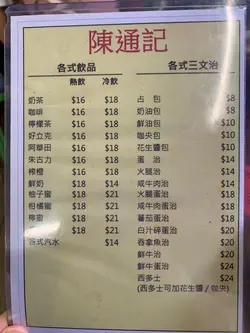 陳通記
各式飲品
熱飲 冷飲
奶茶 $16 $18
咖啡 $16 $18
檸檬茶 $16 $18
好立克 $16 $18
阿華田 $16 $18
朱古力 $16 $18
檸檬 $16 $18
鮮奶 $14 $18
柚子蜜 $18 $21
柑橘蜜 $18 $21
檸蜜 $18 $21
$18 $21
各式汽水 $14
各式三文治
占包 $8
奶油包 $8
鮮油包 $10
咖央包 $10
花生醬包 $10
蛋治 $14
火腿治 $14
咸牛肉治 $14
火腿蛋治 $18
咸牛肉蛋治 $18
蕃茄蛋治 $18
白汁碎蛋治 $20
吞拿魚治 $20
鮮牛治 $20
鮮牛蛋治 $24
西多士 $24
(西多士可加花生醬/咖央)